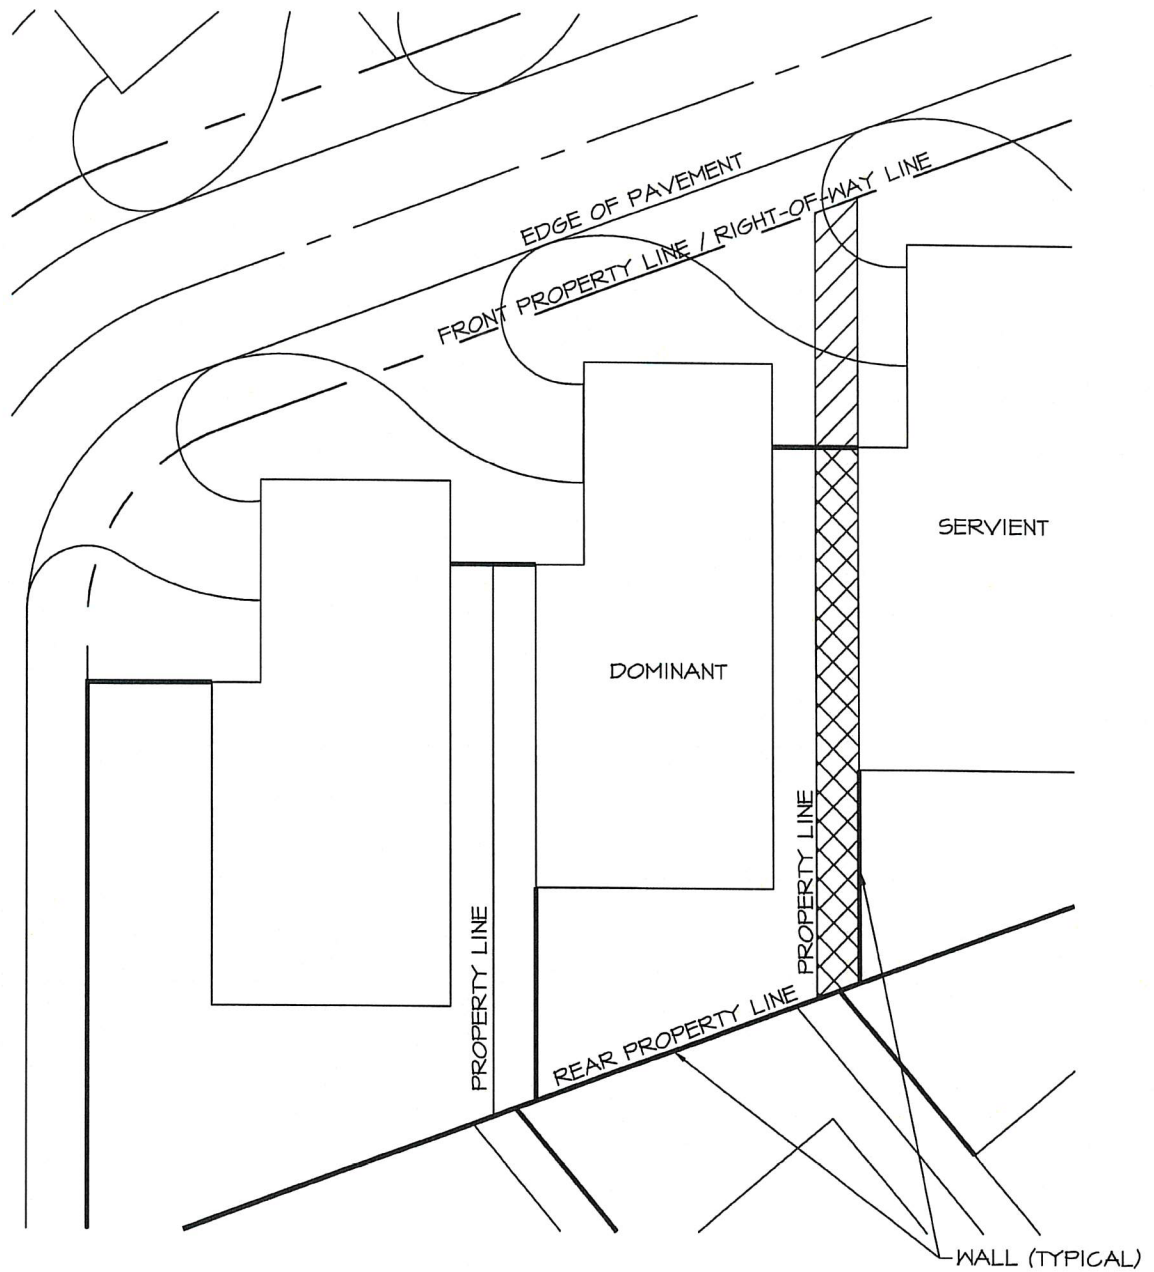 EDGE OF PAVEMENT
FRONT PROPERTY LINE / RIGHT-OF-WAY LINE
SERVIENT
DOMINANT
PROPERTY LINE
PROPERTY LINE
REAR PROPERTY LINE
WALL (TYPICAL)